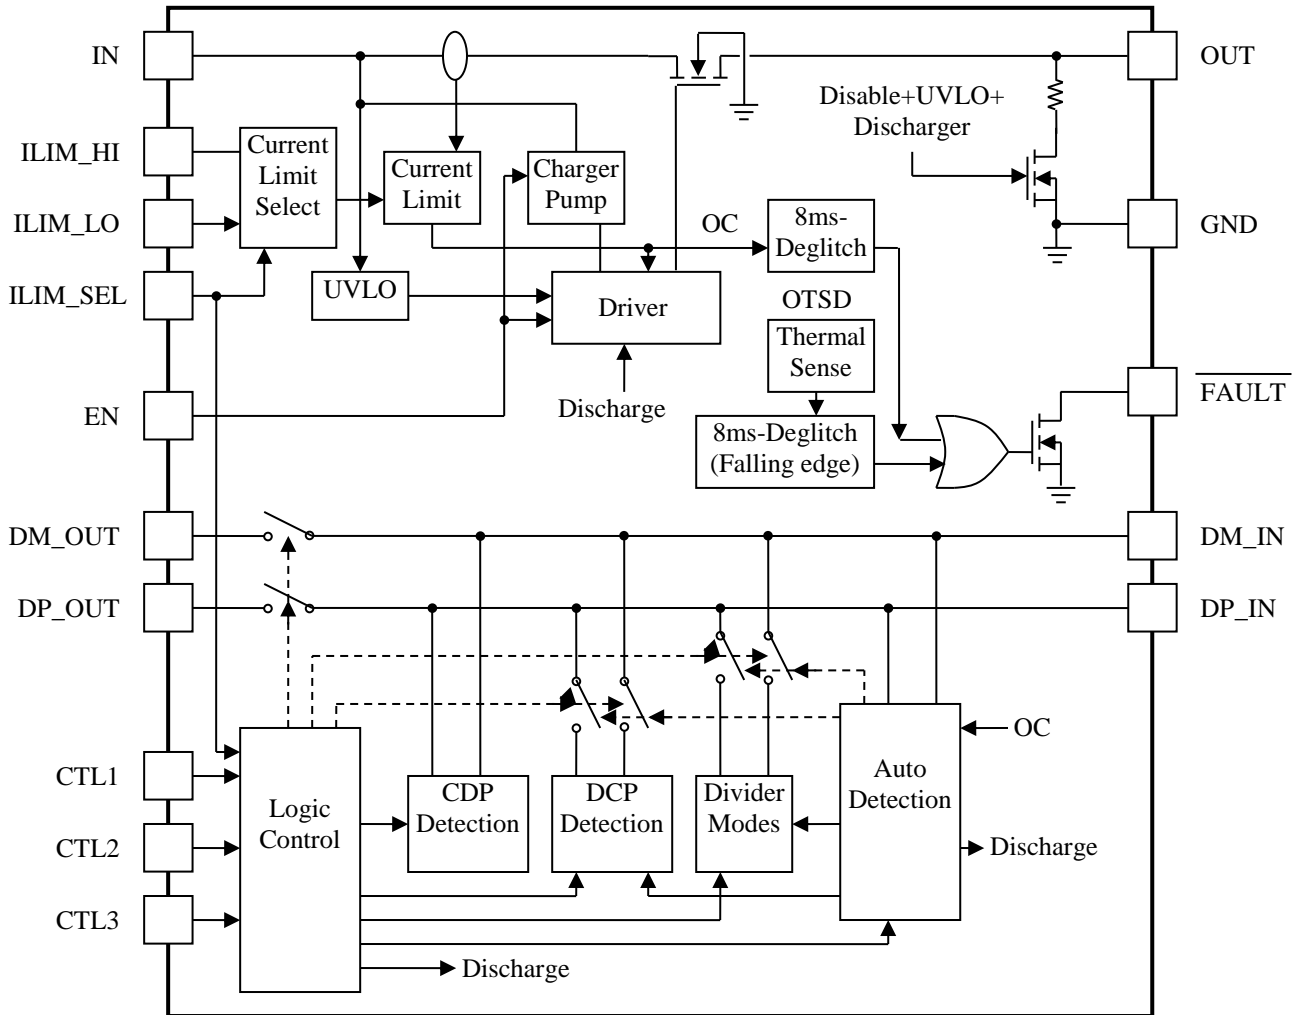 IN
OUT
Disable+UVLO+
Discharger
ILIM_HI
Current
Limit
Select
Current
Limit
Charger
Pump
ILIM_LO
OC
8ms-
Deglitch
GND
ILIM_SEL
UVLO
Driver
OTSD
Thermal
Sense
FAULT
EN
Discharge
8ms-Deglitch
(Falling edge)
DM_OUT
DM_IN
DP_OUT
DP_IN
OC
CTL1
Logic
Control
CDP
Detection
DCP
Detection
Divider
Modes
Auto
Detection
CTL2
Discharge
CTL3
Discharge